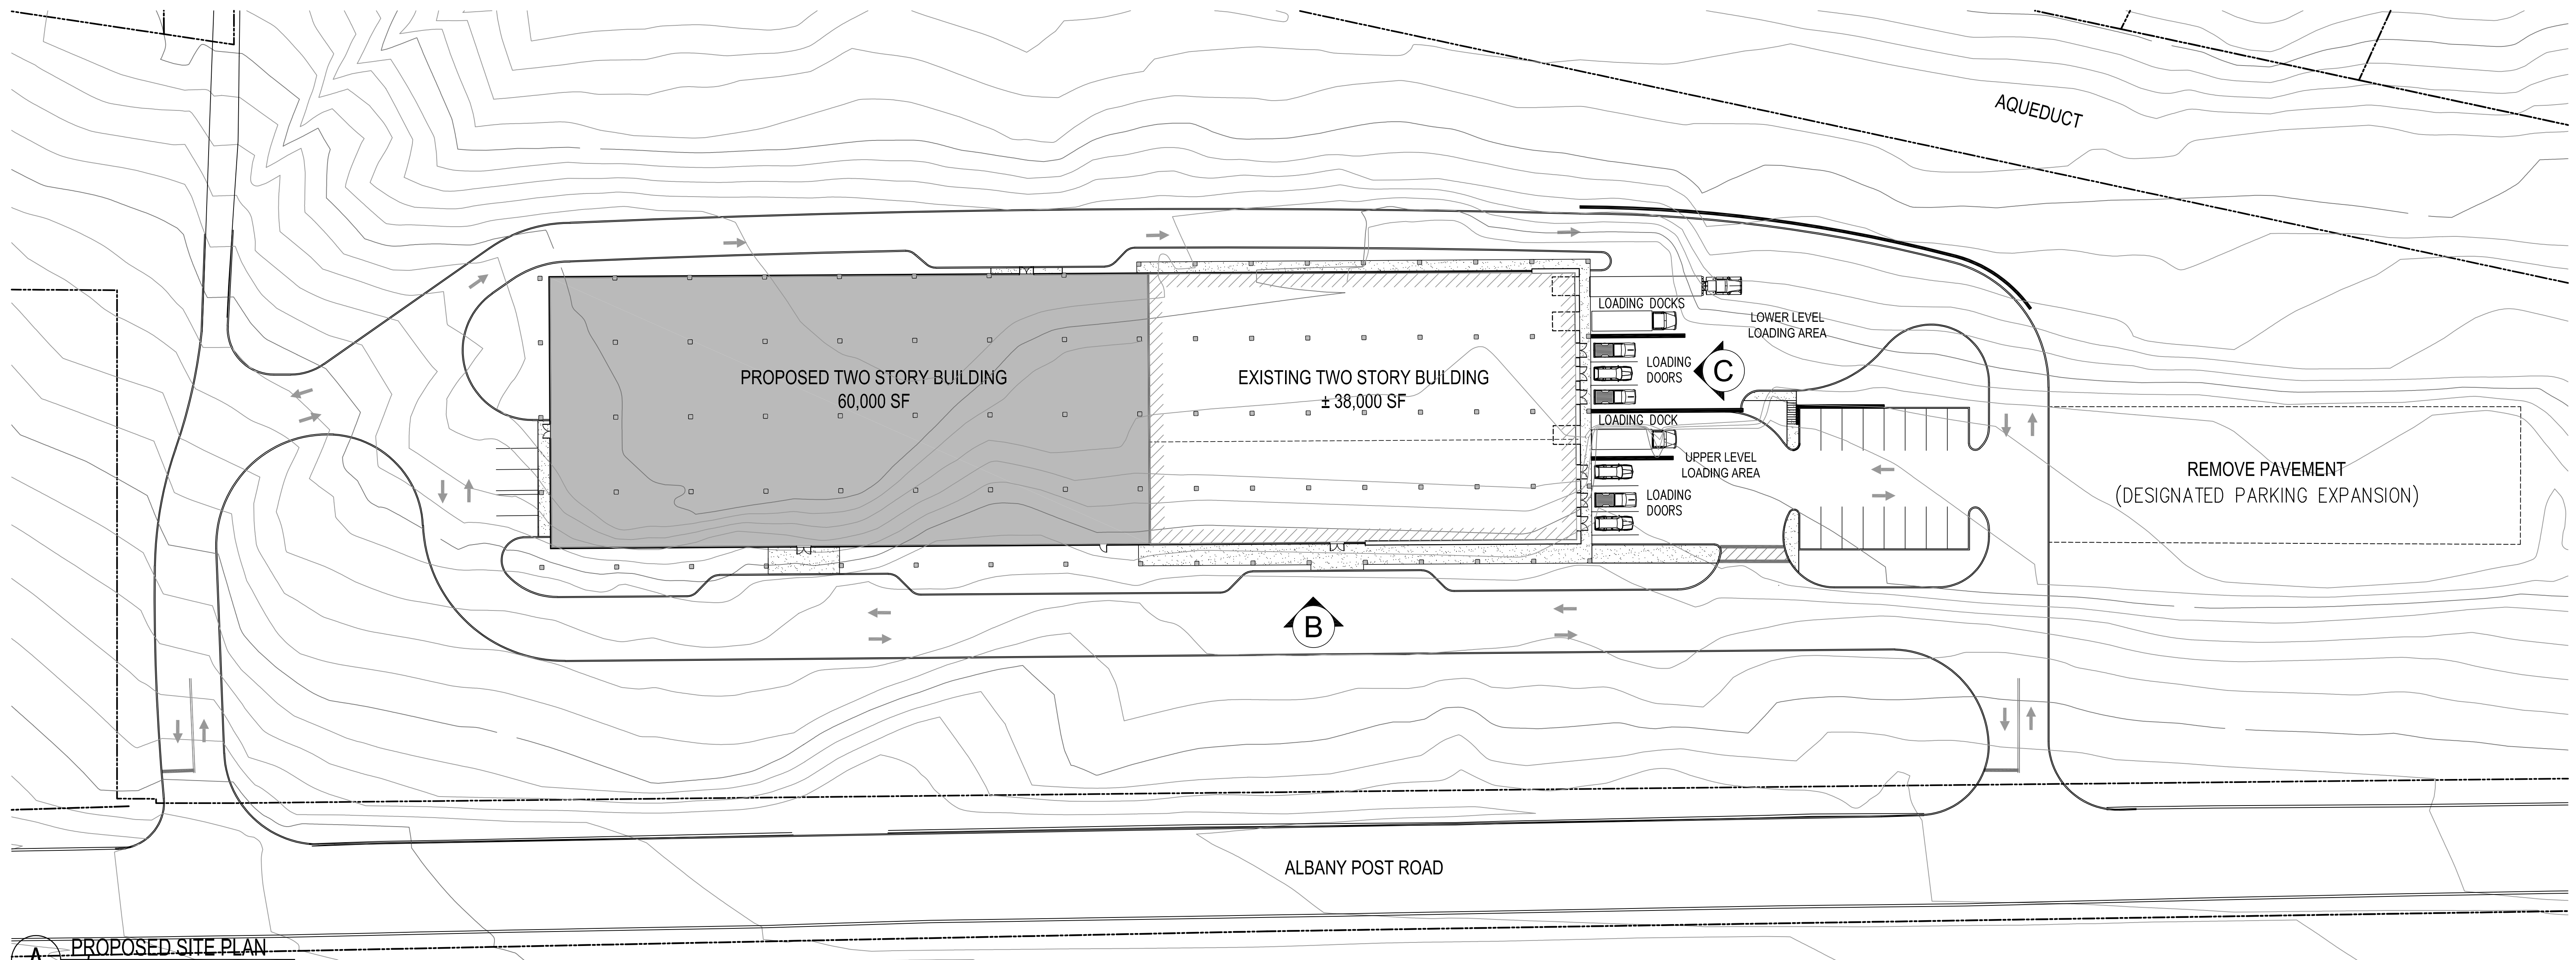 AQUEDUCT
LOADING DOCKS
LOWER LEVEL
LOADING AREA
LOADING
DOORS
C
PROPOSED TWO STORY BUILDING
60,000 SF
EXISTING TWO STORY BUILDING
± 38,000 SF
LOADING DOCK
UPPER LEVEL
LOADING AREA
LOADING
DOORS
REMOVE PAVEMENT
(DESIGNATED PARKING EXPANSION)
B
ALBANY POST ROAD
A
PROPOSED SITE PLAN